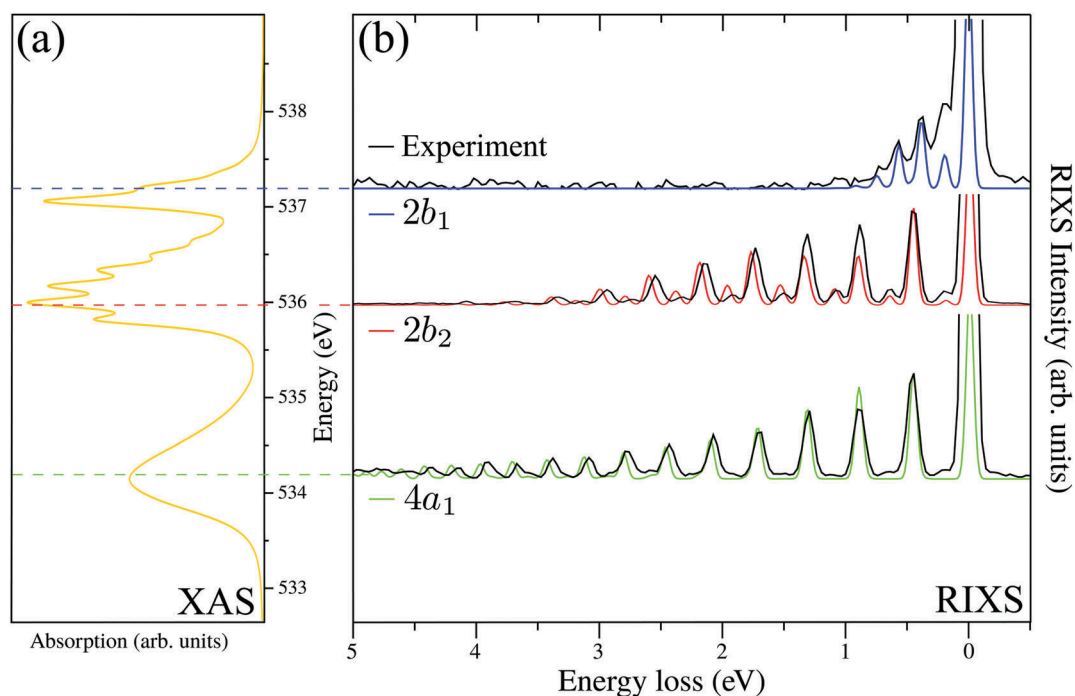 (a)
538
537
536
535
534
533
Energy (eV)
XAS
Absorption (arb. units)
(b)
Experiment
2b₁
2b₂
4a₁
RIXS
RIXS Intensity (arb. units)
5 4 3 2 1 0
Energy loss (eV)